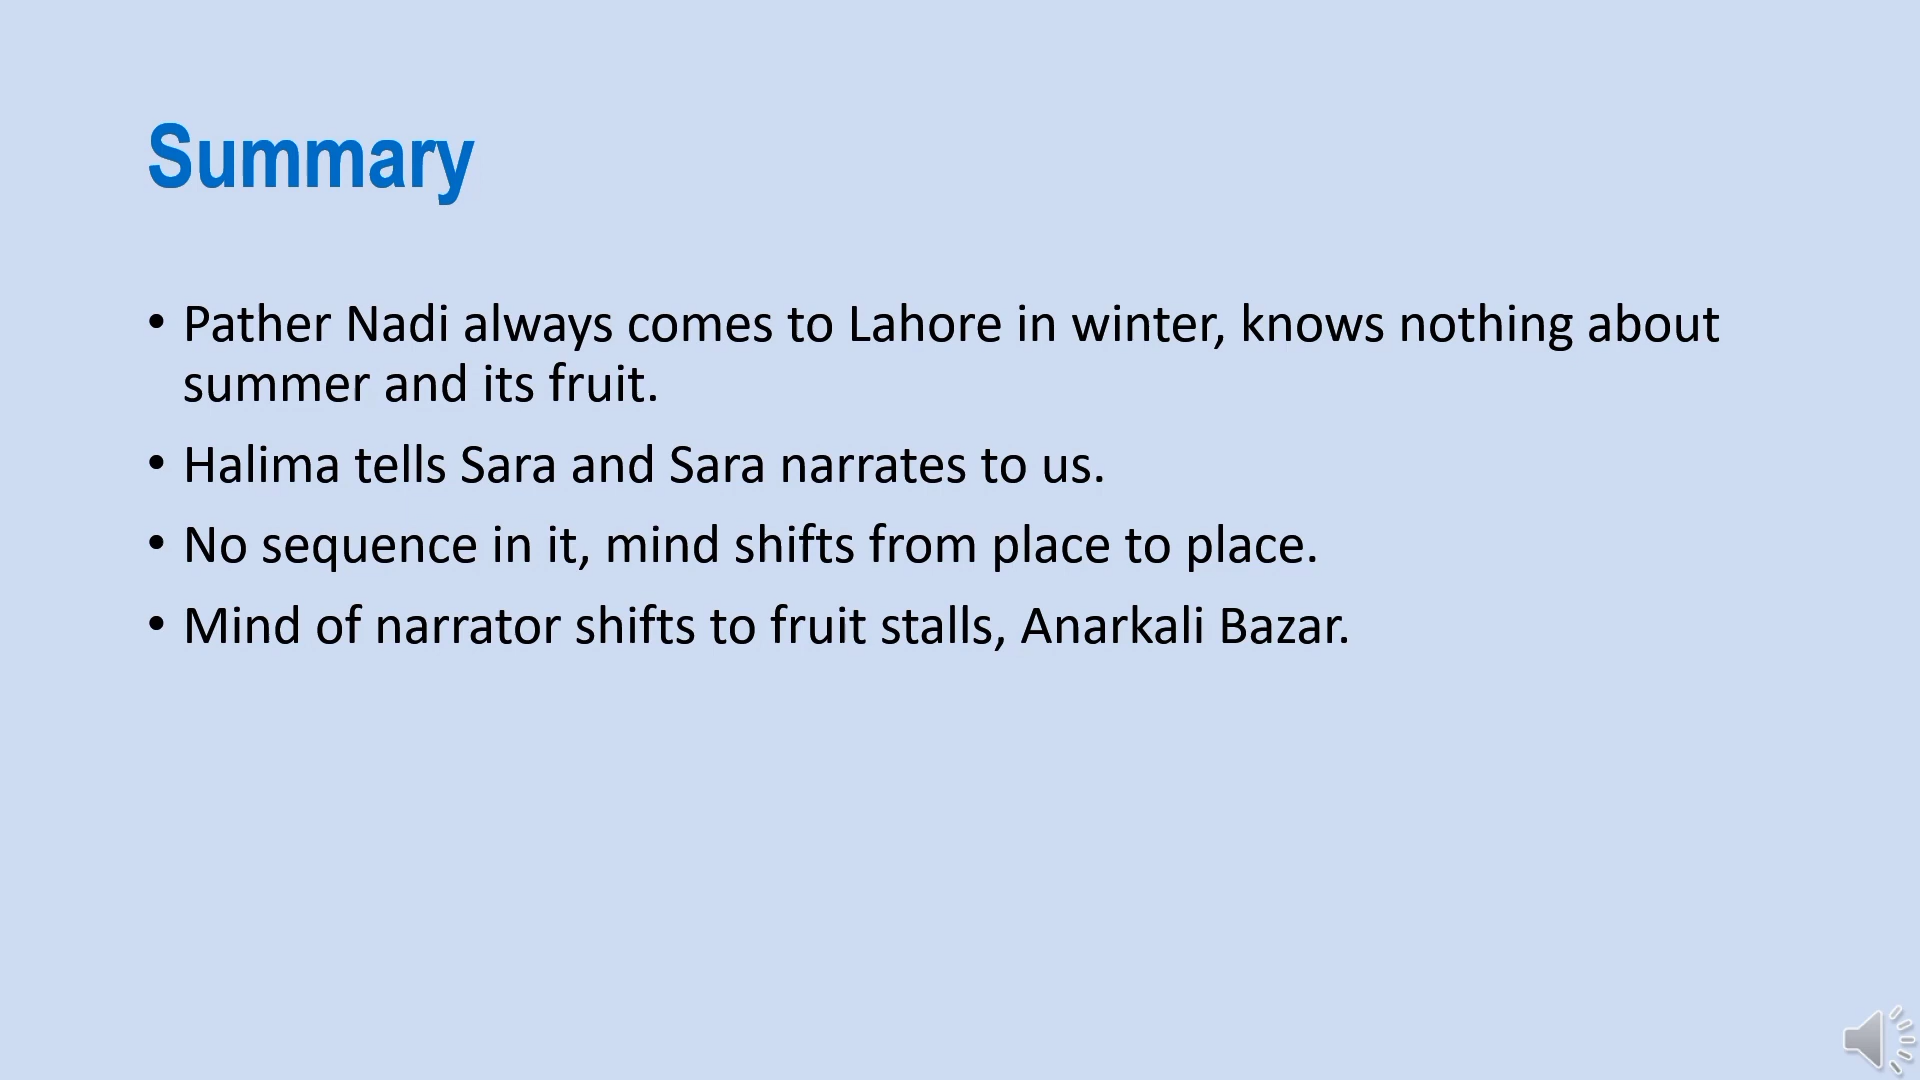 Summary
• Pather Nadi always comes to Lahore in winter, knows nothing about
summer and its fruit.
• Halima tells Sara and Sara narrates to us.
• No sequence in it, mind shifts from place to place.
• Mind of narrator shifts to fruit stalls, Anarkali Bazar.